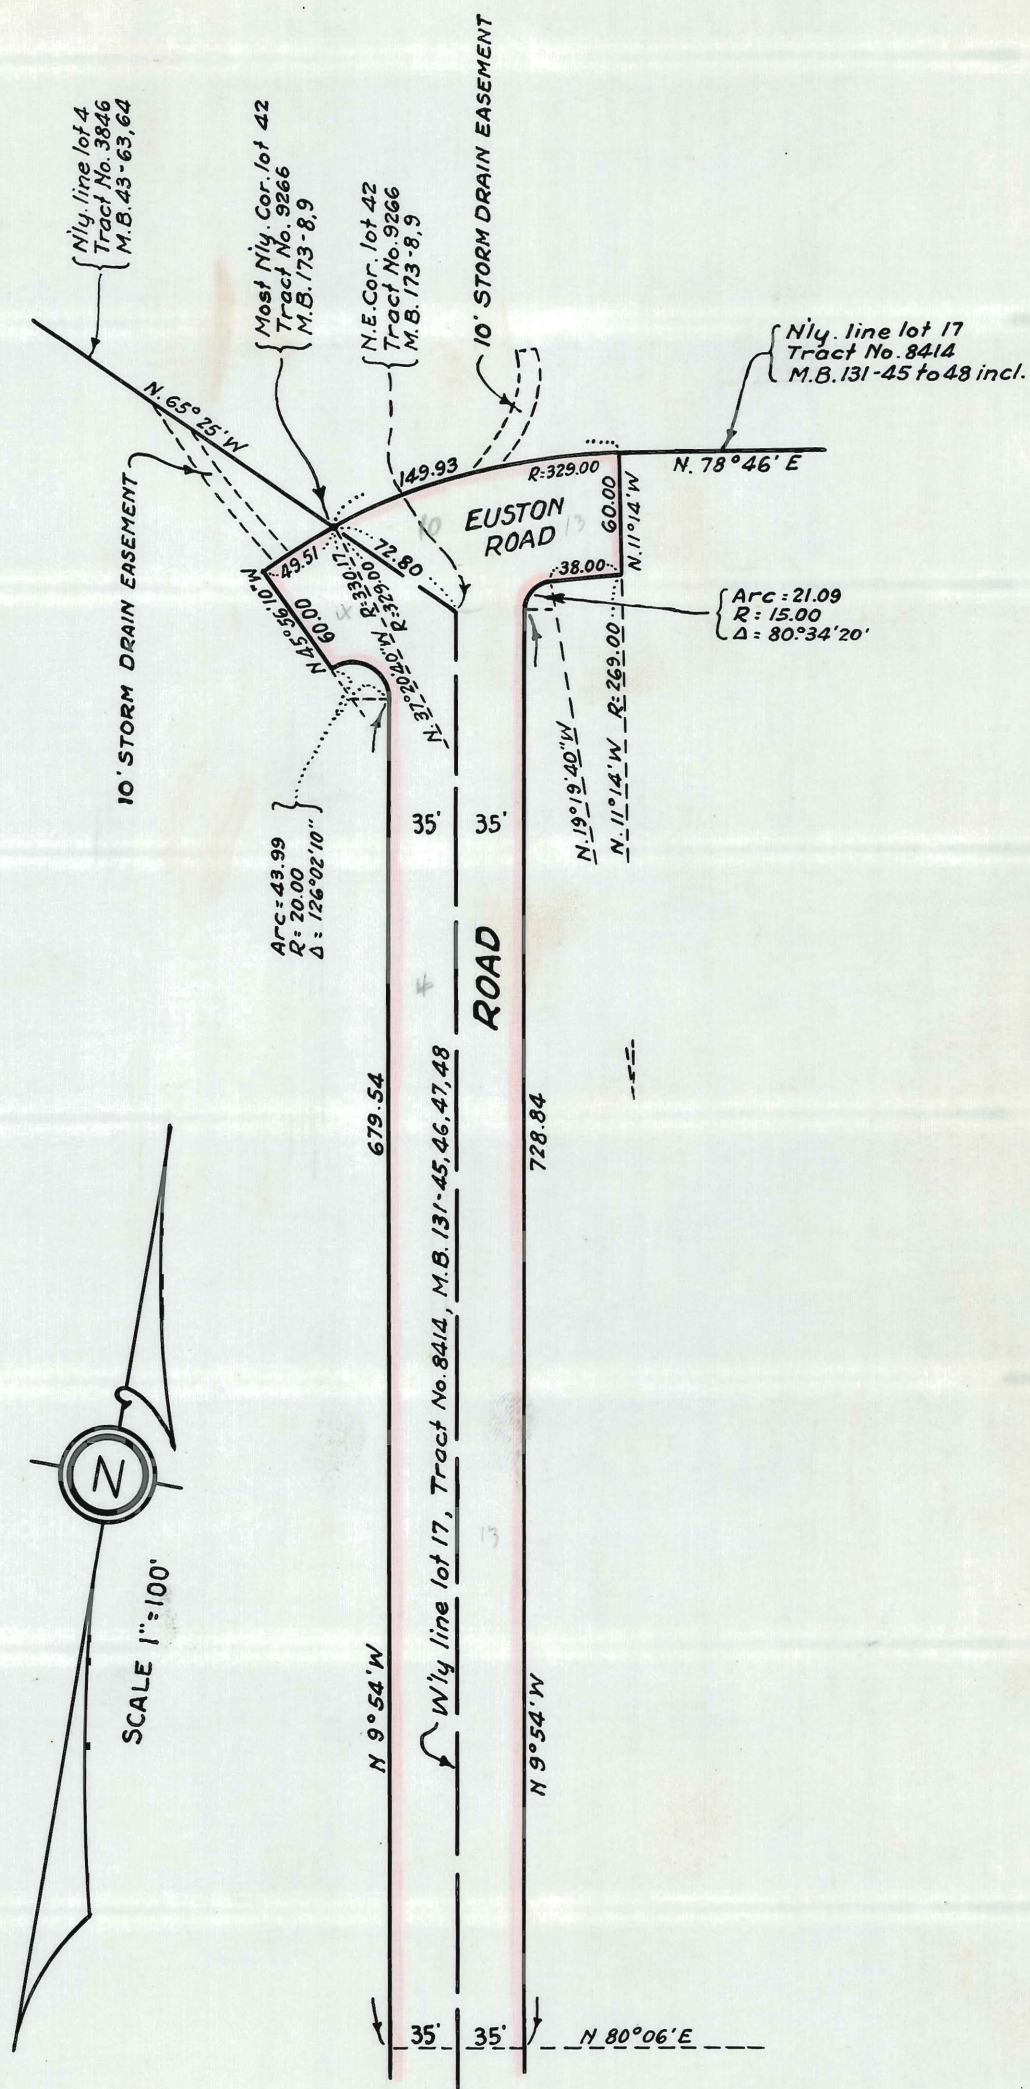 N'ly. line lot 4
Tract No. 3846
M.B. 43-63,64
Most N'ly. Cor. lot 42
Tract No. 9266
M.B. 173-8,9
N.E. Cor. lot 42
Tract No. 9266
M.B. 173-8,9
10' STORM DRAIN EASEMENT
N'ly. line lot 17
Tract No. 8414
M.B. 131-45 to 48 incl.
N. 65° 25' W
149.93
R=329.00
N. 78°46' E
10' STORM DRAIN EASEMENT
EUSTON
ROAD
10
13
60.00
N. 11°14' W
49.51
72.80
38.00
N 45°56'10" W
60.00
R=330.17
R=329.00
N. 37°20'40" W
4
Arc = 21.09
R = 15.00
Δ = 80°34'20'
N. 19°19'40" W
N. 11°14' W R=269.00
Arc = 43.99
R = 20.00
Δ = 126°02'10"
35' 35'
4
ROAD
679.54
728.84
W'ly line lot 17, Tract No. 8414, M.B. 131-45,46,47,48
13
N
SCALE 1"=100'
N 9°54' W
N 9°54' W
35' 35'
N 80°06' E